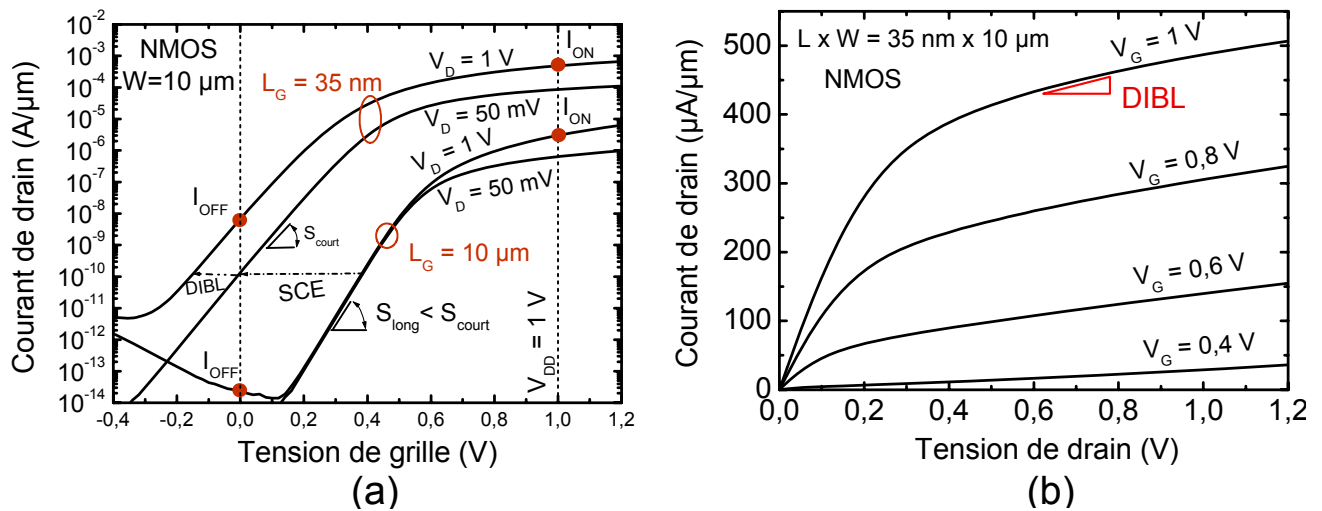 Courant de drain (A/µm)
10^-2
10^-3
10^-4
10^-5
10^-6
10^-7
10^-8
10^-9
10^-10
10^-11
10^-12
10^-13
10^-14
NMOS
W=10 µm
L_G = 35 nm
V_D = 1 V
I_ON
V_D = 50 mV
I_ON
V_D = 1 V
V_D = 50 mV
I_OFF
S_court
L_G = 10 µm
DIBL
SCE
S_long < S_court
I_OFF
V_DD = 1 V
-0,4 -0,2 0,0 0,2 0,4 0,6 0,8 1,0 1,2
Tension de grille (V)
(a)
Courant de drain (µA/µm)
500
400
300
200
100
0
L x W = 35 nm x 10 µm
NMOS
V_G = 1 V
DIBL
V_G = 0,8 V
V_G = 0,6 V
V_G = 0,4 V
0,0 0,2 0,4 0,6 0,8 1,0 1,2
Tension de drain (V)
(b)